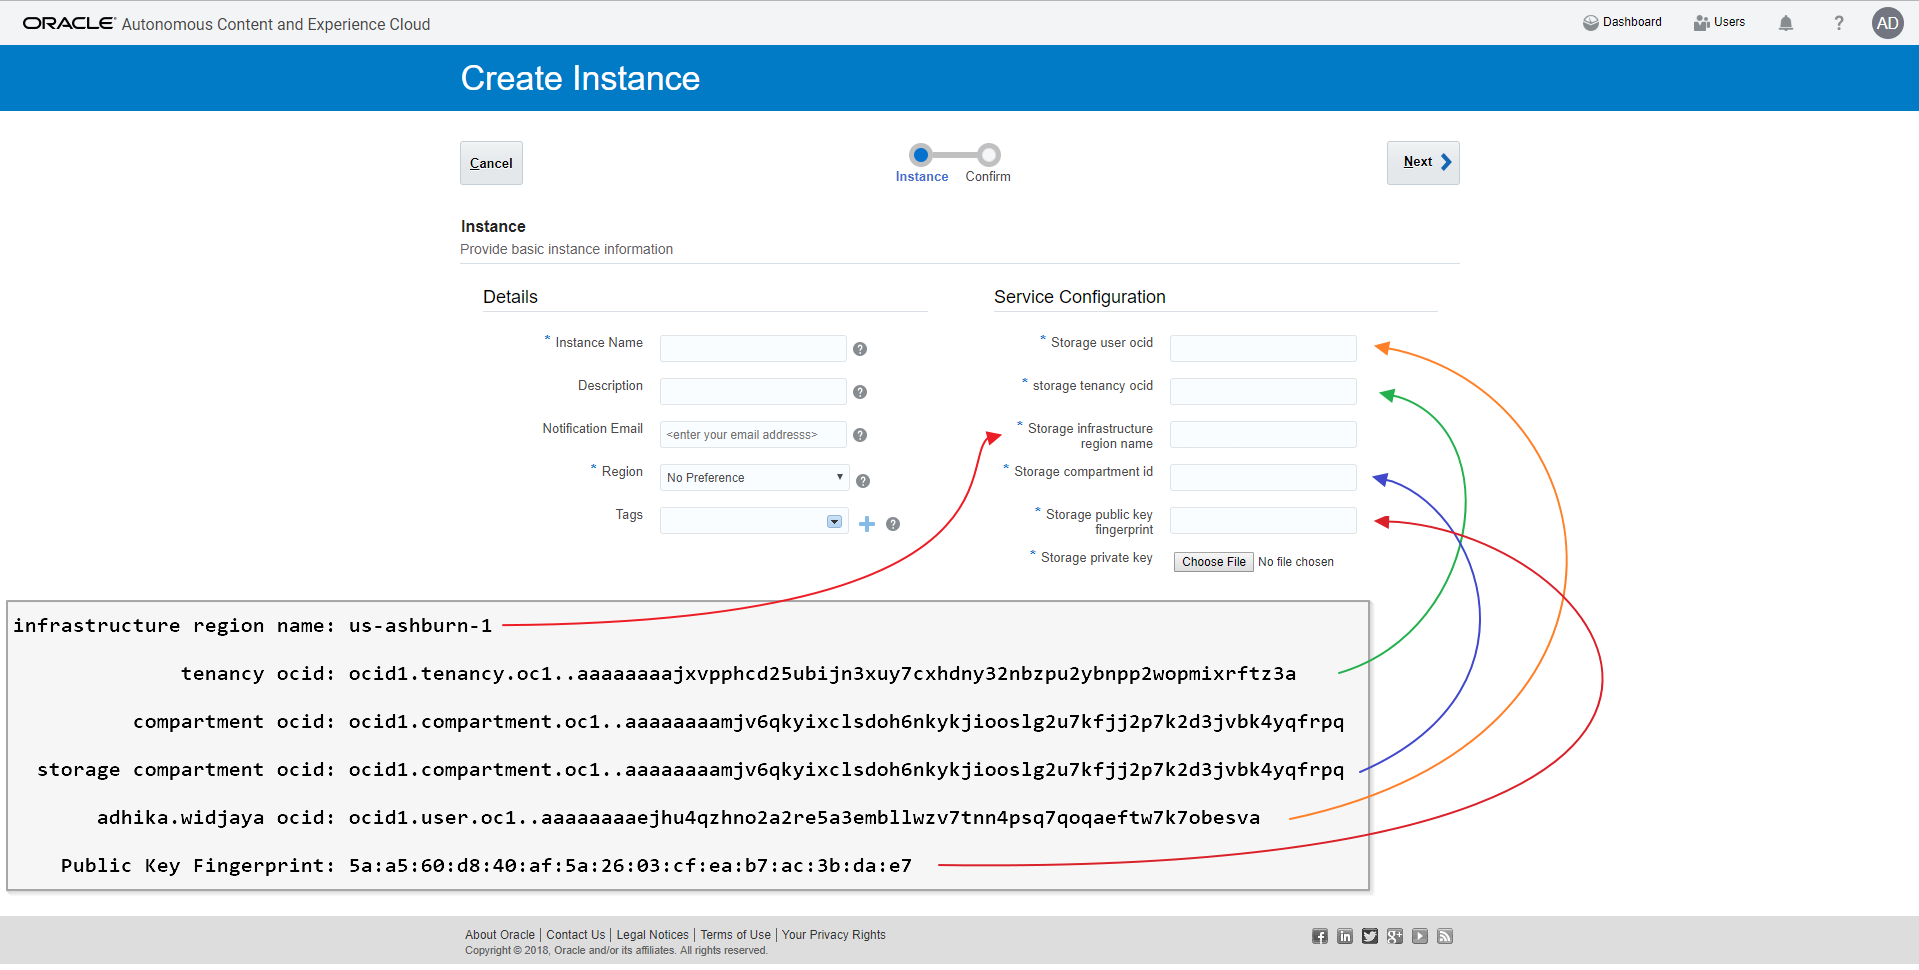 ORACLE® Autonomous Content and Experience Cloud
Dashboard
Users
?
AD
Create Instance
Cancel
Instance
Confirm
Next
Instance
Provide basic instance information
Details
* Instance Name
?
Description
?
Notification Email
<enter your email addresss>
?
* Region
No Preference
?
Tags
?
Service Configuration
* Storage user ocid
* storage tenancy ocid
* Storage infrastructure
region name
* Storage compartment id
* Storage public key
fingerprint
* Storage private key
Choose File No file chosen
infrastructure region name: us-ashburn-1
tenancy ocid: ocid1.tenancy.oc1..aaaaaaaajxvpphcd25ubijn3xuy7cxhdny32nbzpu2ybnpp2wopmixrftz3a
compartment ocid: ocid1.compartment.oc1..aaaaaaaamjv6qkyixclsdoh6nkykjiooslg2u7kfjj2p7k2d3jvbk4yqfrpq
storage compartment ocid: ocid1.compartment.oc1..aaaaaaaamjv6qkyixclsdoh6nkykjiooslg2u7kfjj2p7k2d3jvbk4yqfrpq
adhika.widjaya ocid: ocid1.user.oc1..aaaaaaaaejhu4qzhno2a2re5a3embllwzv7tnn4psq7qoqaeftw7k7obesva
Public Key Fingerprint: 5a:a5:60:d8:40:af:5a:26:03:cf:ea:b7:ac:3b:da:e7
About Oracle | Contact Us | Legal Notices | Terms of Use | Your Privacy Rights
Copyright © 2018, Oracle and/or its affiliates. All rights reserved.